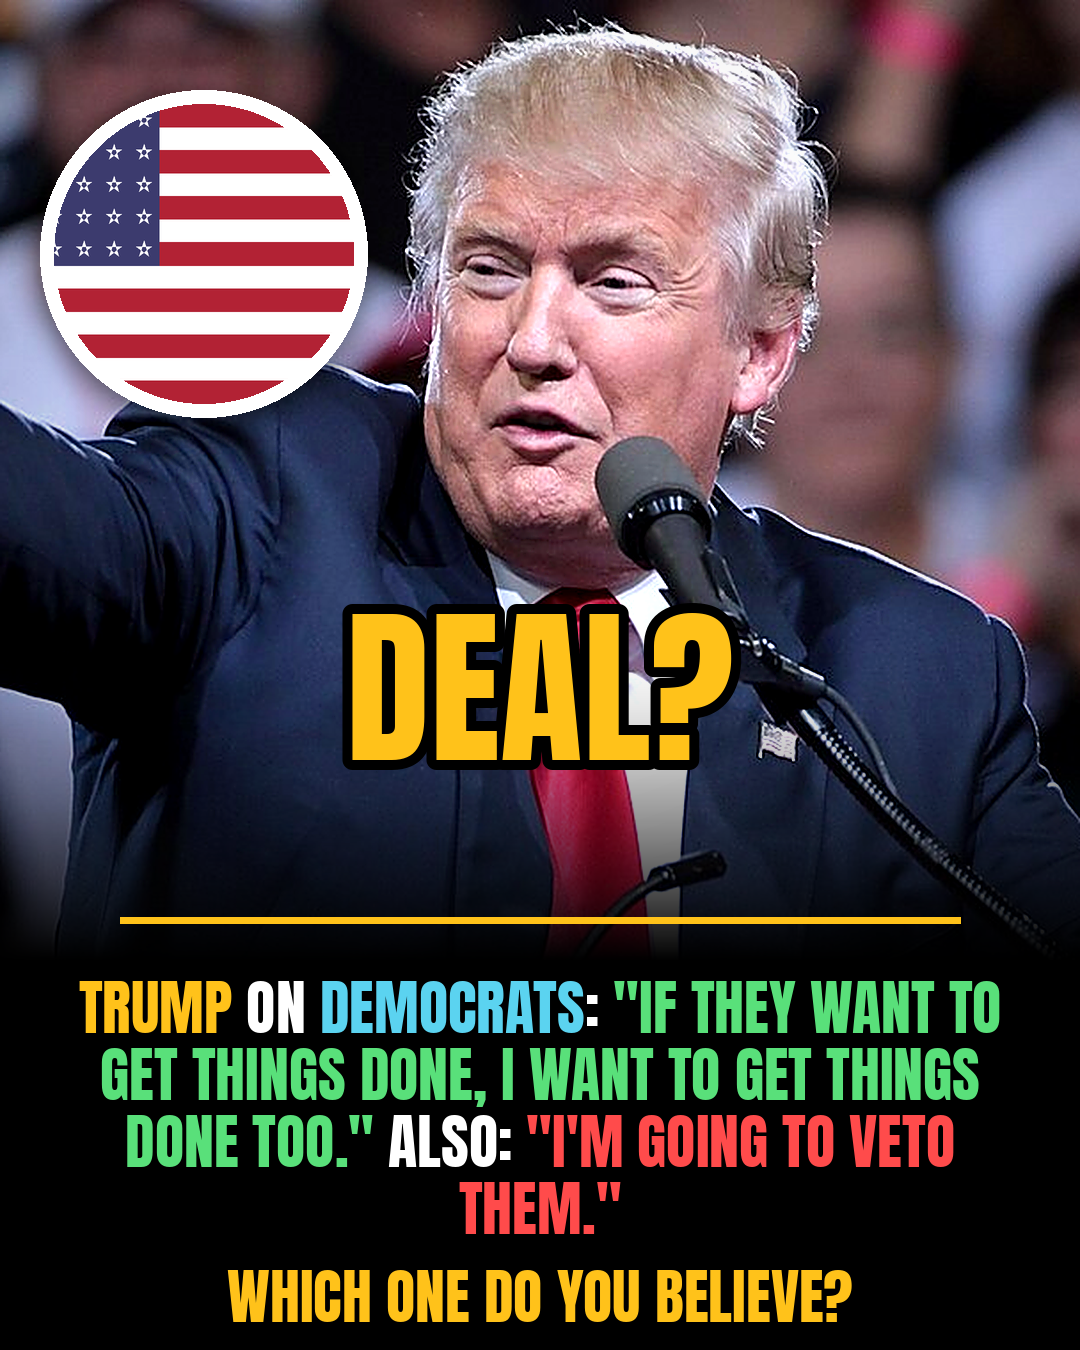 DEAL?
TRUMP ON DEMOCRATS: "IF THEY WANT TO
GET THINGS DONE, I WANT TO GET THINGS
DONE TOO." ALSO: "I'M GOING TO VETO
THEM."
WHICH ONE DO YOU BELIEVE?